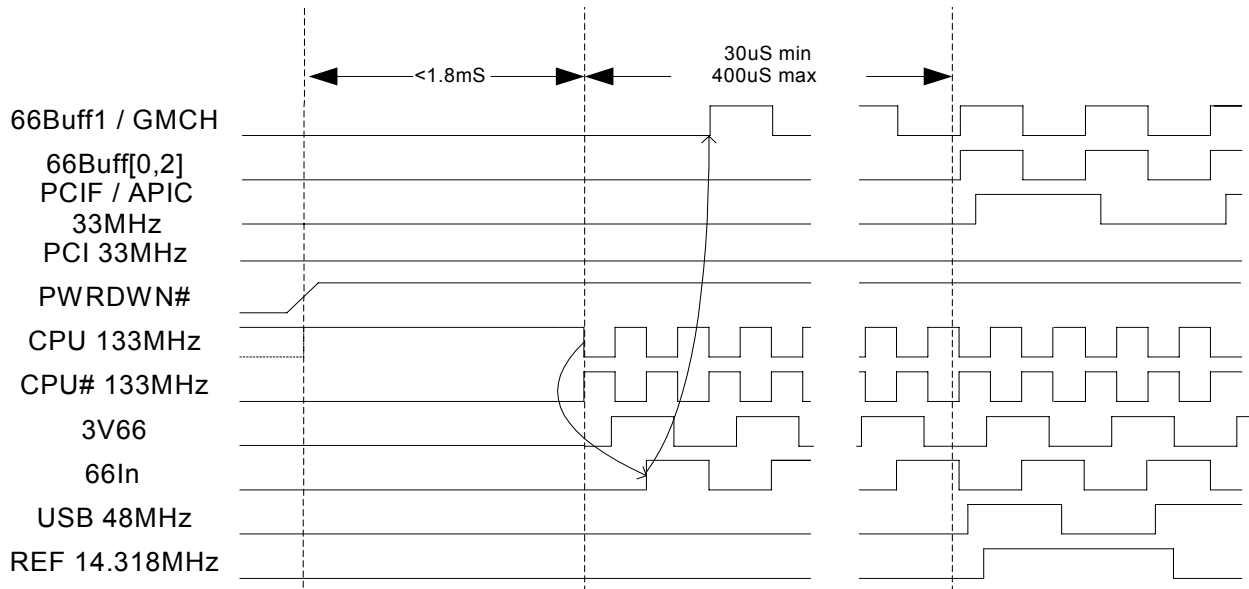 <1.8mS
30uS min
400uS max
66Buff1 / GMCH
66Buff[0,2]
PCIF / APIC
33MHz
PCI 33MHz
PWRDWN#
CPU 133MHz
CPU# 133MHz
3V66
66In
USB 48MHz
REF 14.318MHz